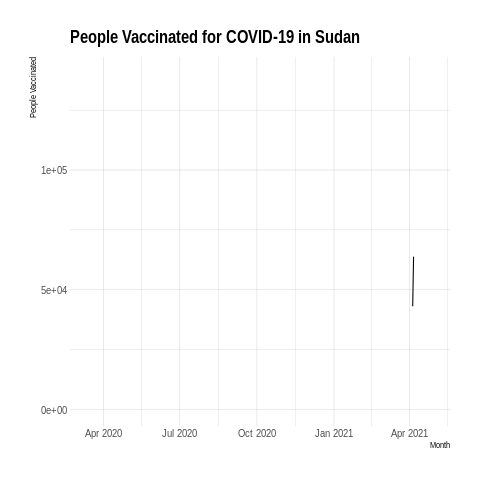 People Vaccinated for COVID-19 in Sudan
People Vaccinated
1e+05
5e+04
0e+00
Apr 2020 Jul 2020 Oct 2020 Jan 2021 Apr 2021
Month